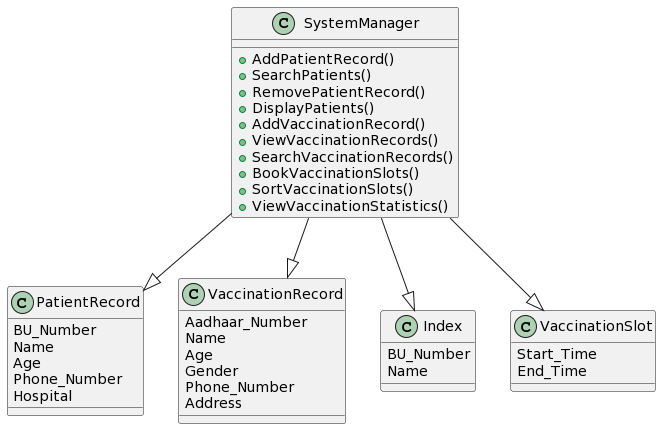 C SystemManager
AddPatientRecord()
SearchPatients()
RemovePatientRecord()
DisplayPatients()
AddVaccinationRecord()
ViewVaccinationRecords()
SearchVaccinationRecords()
BookVaccinationSlots()
SortVaccinationSlots()
ViewVaccinationStatistics()
C PatientRecord
BU_Number
Name
Age
Phone_Number
Hospital
C VaccinationRecord
Aadhaar_Number
Name
Age
Gender
Phone_Number
Address
C Index
BU_Number
Name
C VaccinationSlot
Start_Time
End_Time